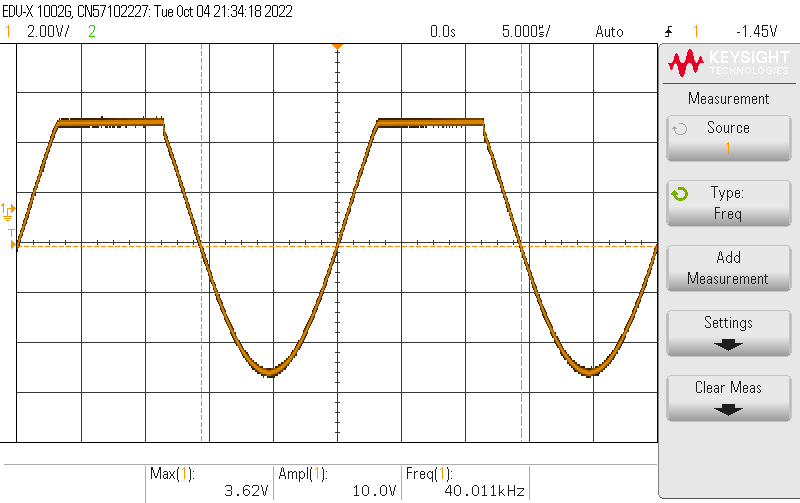 EDU-X 1002G, CN57102227: Tue Oct 04 21:34:18 2022
1 2.00V/ 2 0.0s 5.000us/ Auto 1 -1.45V
KEYSIGHT
TECHNOLOGIES
Measurement
Source
1
Type:
Freq
Add
Measurement
Settings
Clear Meas
1
T
Max(1): Ampl(1): Freq(1):
3.62V 10.0V 40.011kHz